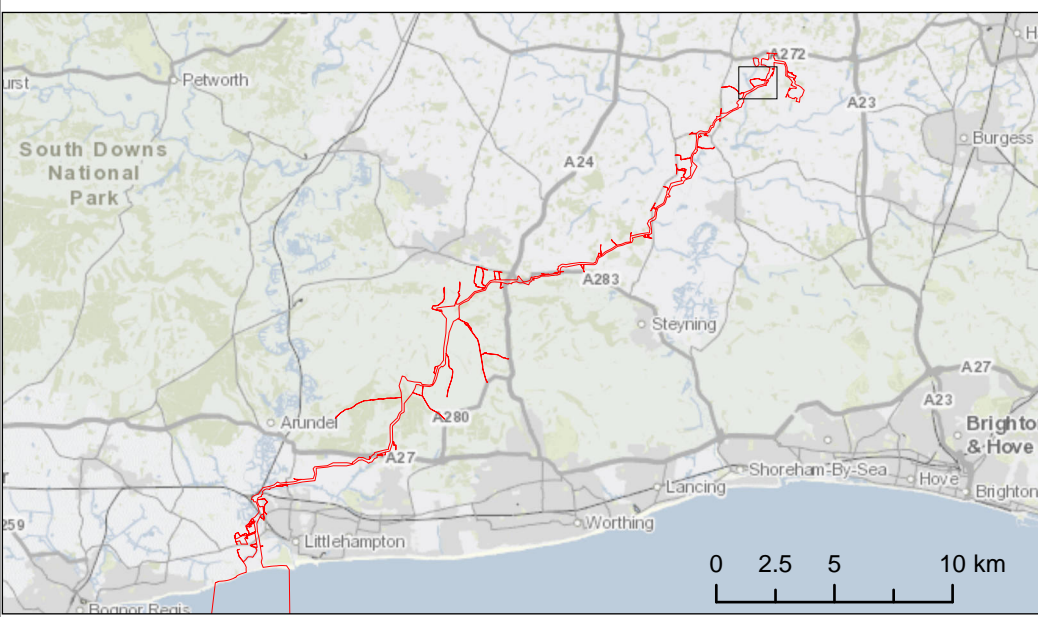 A272
H
urst
Petworth
A23
Burgess
South Downs
National
Park
A24
A283
Steyning
A27
A23
Arundel
A280
Brighto
& Hove
A27
Shoreham-By-Sea
Hove
Lancing
Brighton
r
259
Worthing
Littlehampton
0 2.5 5 10 km
Bognor Regis